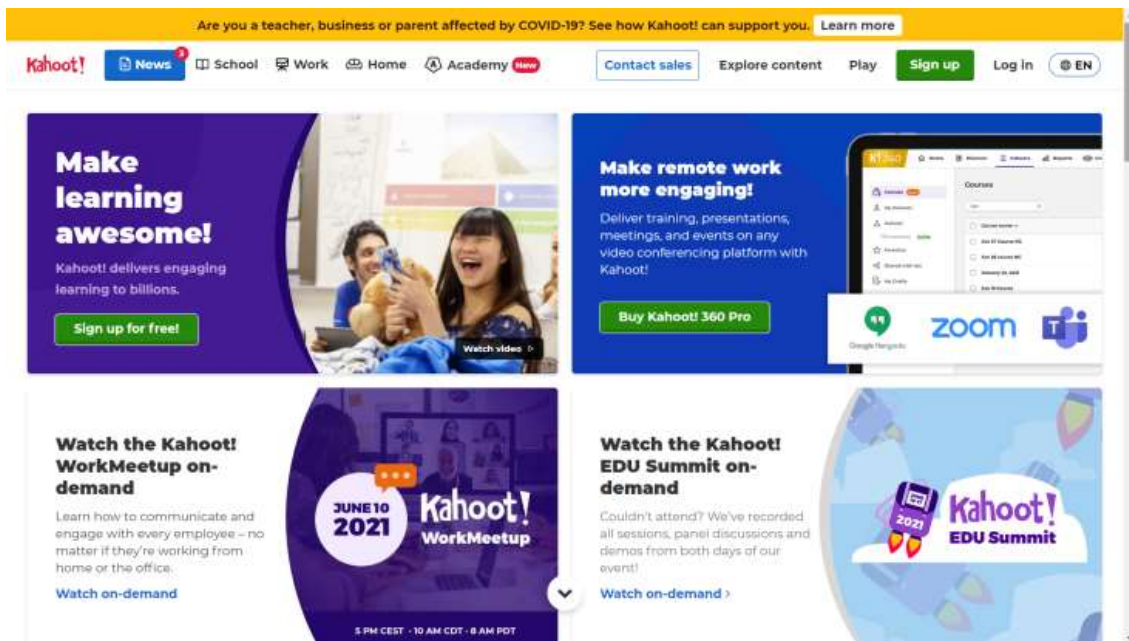 Are you a teacher, business or parent affected by COVID-19? See how Kahoot! can support you. Learn more
Kahoot! News 3 School Work Home Academy New Contact sales Explore content Play Sign up Log in EN
Make
learning
awesome!
Kahoot! delivers engaging
learning to billions.
Sign up for free!
Watch video
Make remote work
more engaging!
Deliver training, presentations,
meetings, and events on any
video conferencing platform with
Kahoot!
Buy Kahoot! 360 Pro
Courses
Google Hangouts
zoom
Watch the Kahoot!
WorkMeetup on-
demand
Learn how to communicate and
engage with every employee – no
matter if they're working from
home or the office.
Watch on-demand
JUNE 10
2021
Kahoot!
WorkMeetup
5 PM CEST - 10 AM CDT - 8 AM PDT
Watch the Kahoot!
EDU Summit on-
demand
Couldn't attend? We've recorded
all sessions, panel discussions and
demos from both days of our
event!
Watch on-demand >
2021
Kahoot!
EDU Summit